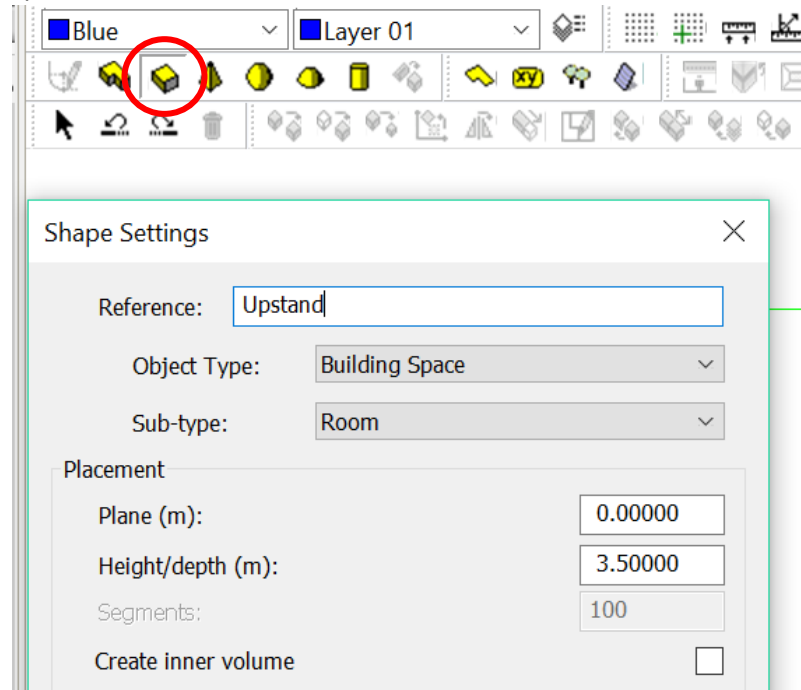 Blue Layer 01
xy
Shape Settings
Reference: Upstand
Object Type: Building Space
Sub-type: Room
Placement
Plane (m): 0.00000
Height/depth (m): 3.50000
Segments: 100
Create inner volume